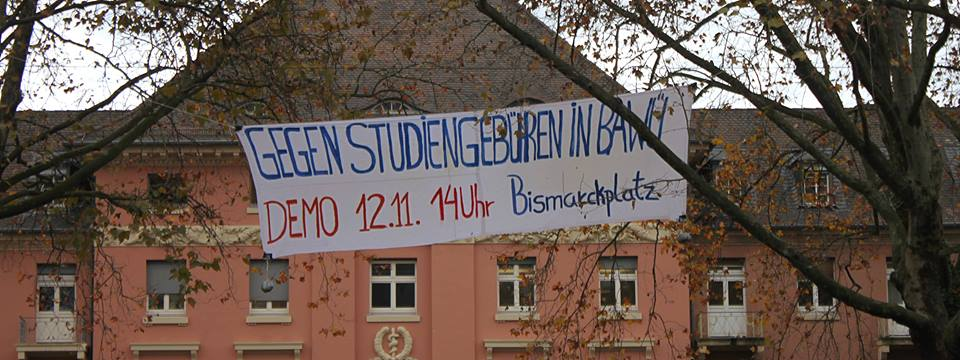 GEGEN STUDIENGEBÜREN IN BAWÜ
DEMO 12.11. 14Uhr Bismarckplatz